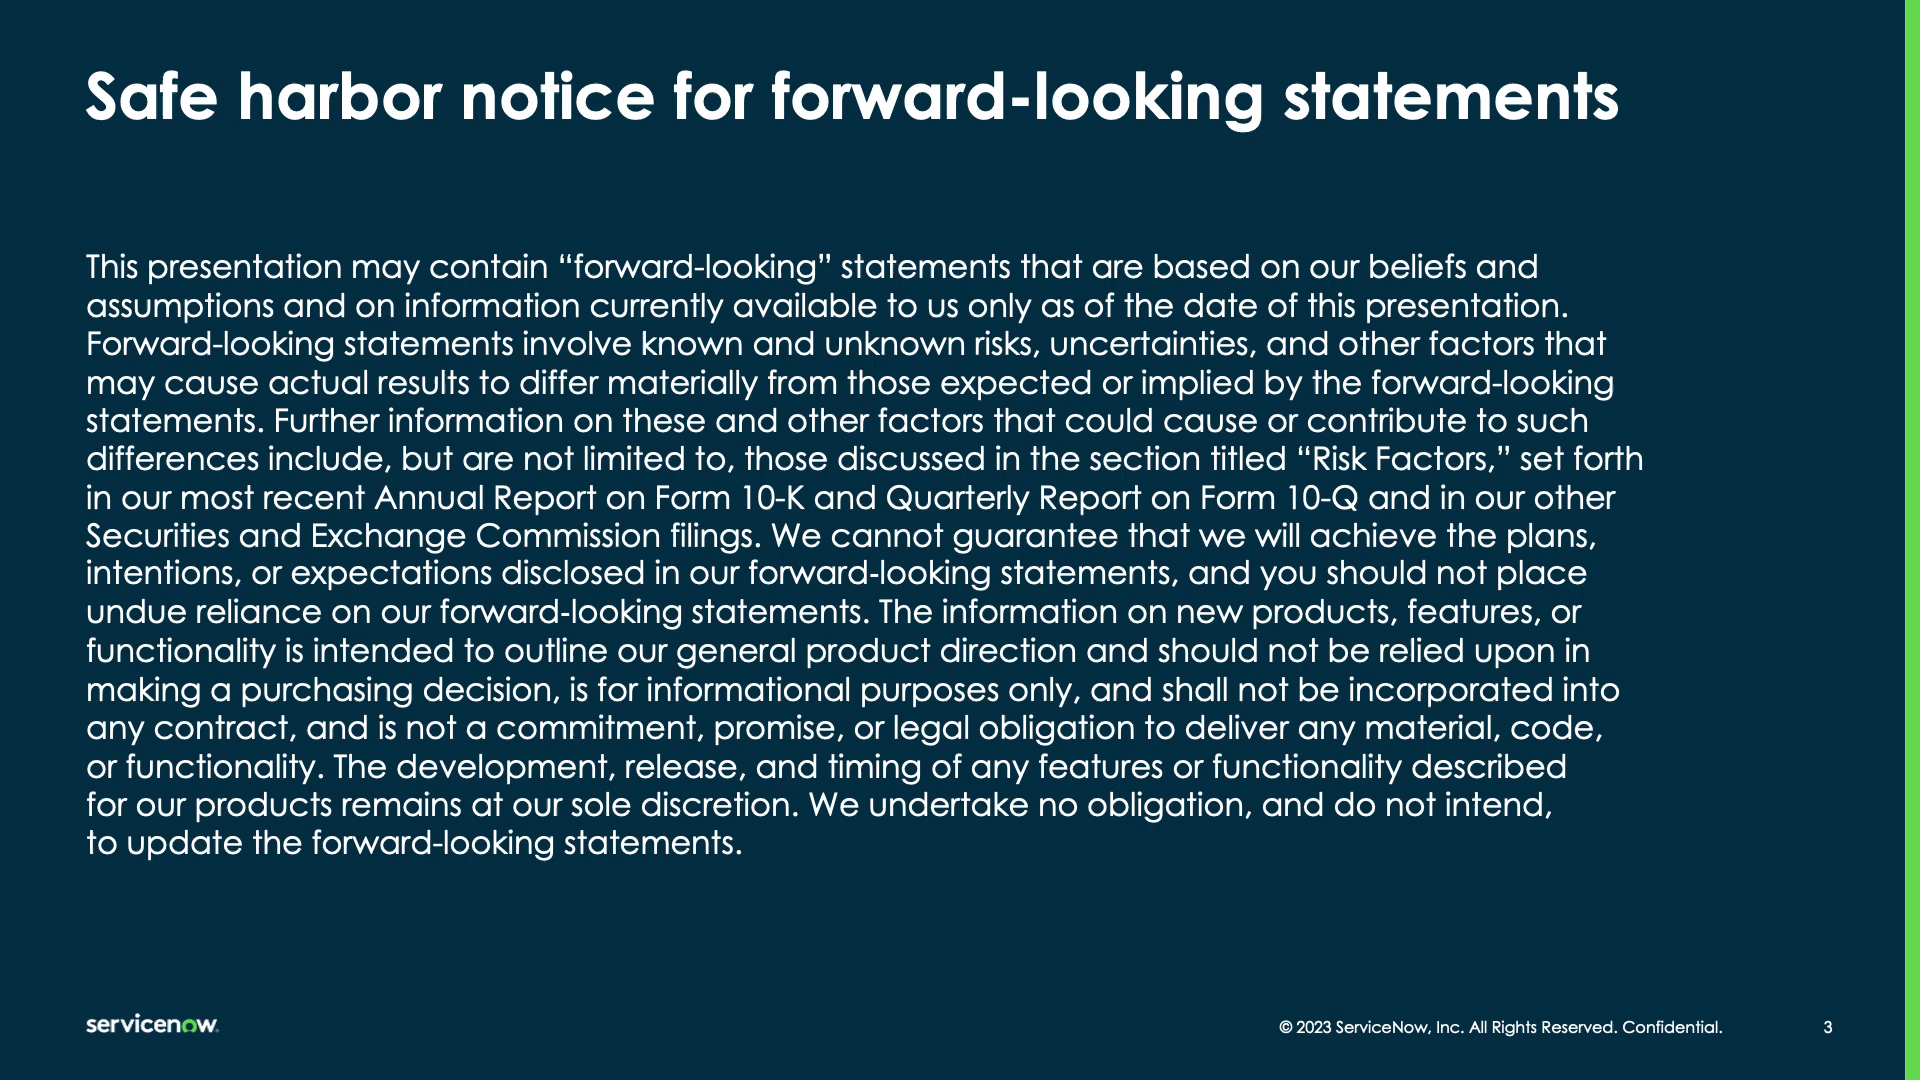 Safe harbor notice for forward-looking statements
This presentation may contain “forward-looking” statements that are based on our beliefs and
assumptions and on information currently available to us only as of the date of this presentation.
Forward-looking statements involve known and unknown risks, uncertainties, and other factors that
may cause actual results to differ materially from those expected or implied by the forward-looking
statements. Further information on these and other factors that could cause or contribute to such
differences include, but are not limited to, those discussed in the section titled “Risk Factors,” set forth
in our most recent Annual Report on Form 10-K and Quarterly Report on Form 10-Q and in our other
Securities and Exchange Commission filings. We cannot guarantee that we will achieve the plans,
intentions, or expectations disclosed in our forward-looking statements, and you should not place
undue reliance on our forward-looking statements. The information on new products, features, or
functionality is intended to outline our general product direction and should not be relied upon in
making a purchasing decision, is for informational purposes only, and shall not be incorporated into
any contract, and is not a commitment, promise, or legal obligation to deliver any material, code,
or functionality. The development, release, and timing of any features or functionality described
for our products remains at our sole discretion. We undertake no obligation, and do not intend,
to update the forward-looking statements.
servicenow
© 2023 ServiceNow, Inc. All Rights Reserved. Confidential.
3